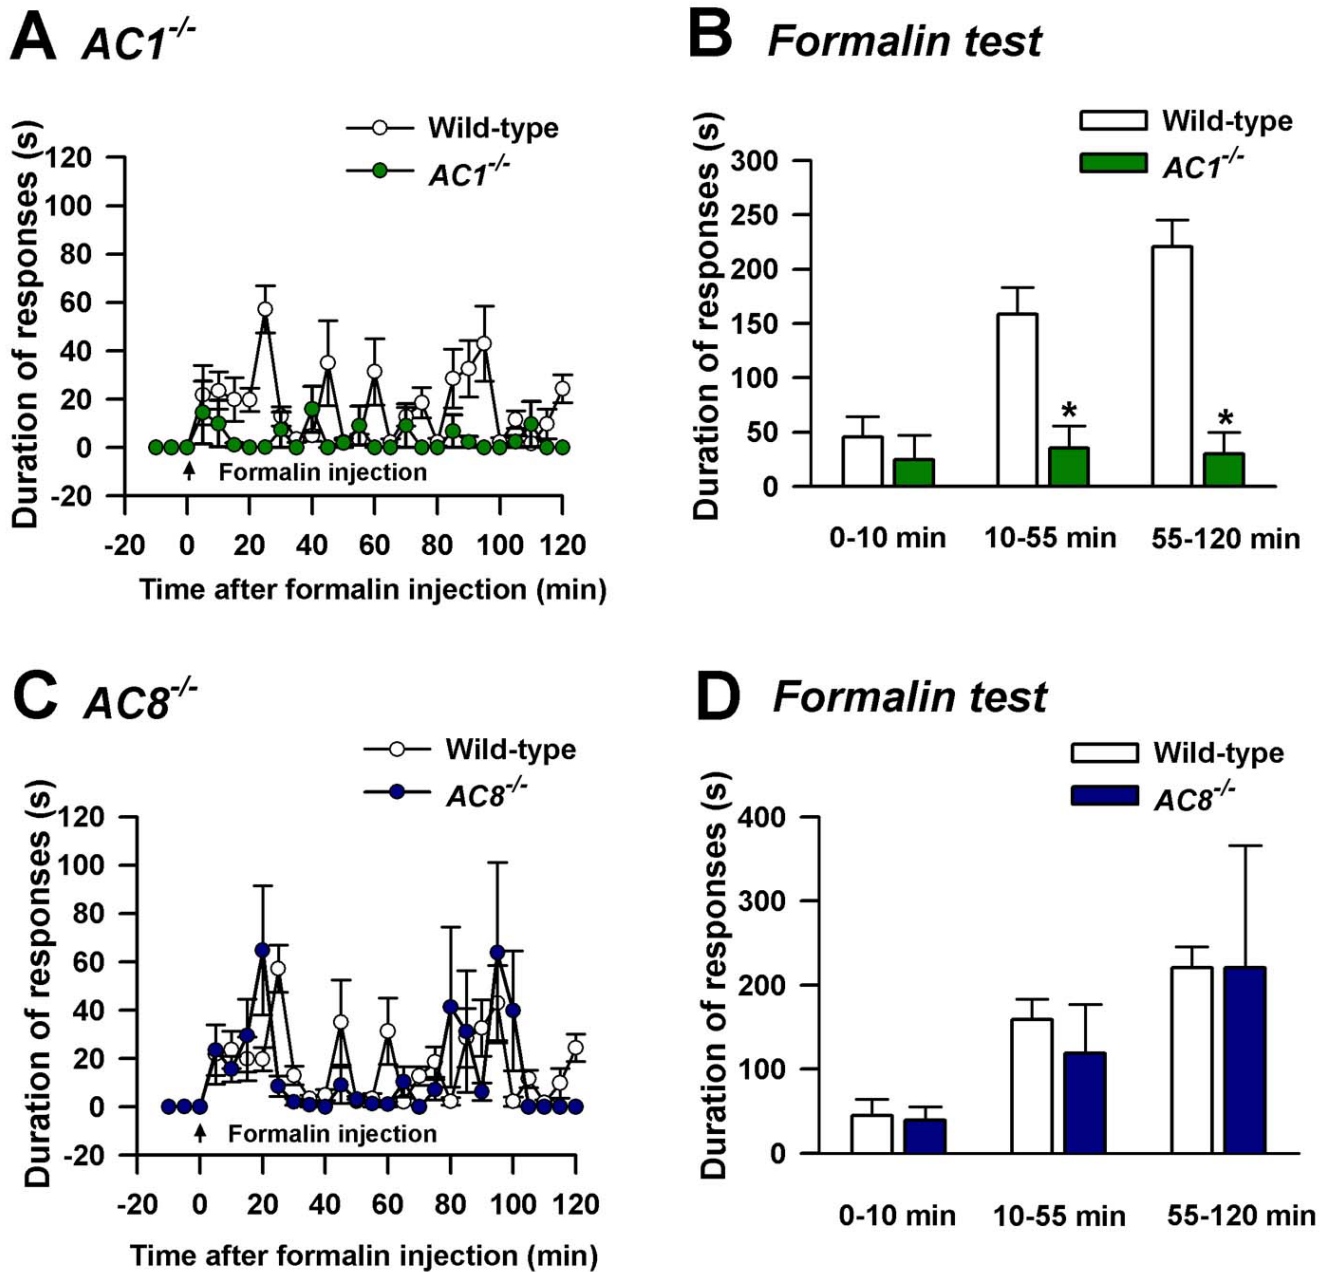 A AC1-/-
Wild-type
AC1-/-
Duration of responses (s)
120
100
80
60
40
20
0
-20
Formalin injection
-20 0 20 40 60 80 100 120
Time after formalin injection (min)
B Formalin test
Wild-type
AC1-/-
Duration of responses (s)
300
250
200
150
100
50
0
* *
0-10 min 10-55 min 55-120 min
C AC8-/-
Wild-type
AC8-/-
Duration of responses (s)
120
100
80
60
40
20
0
-20
Formalin injection
-20 0 20 40 60 80 100 120
Time after formalin injection (min)
D Formalin test
Wild-type
AC8-/-
Duration of responses (s)
400
300
200
100
0
0-10 min 10-55 min 55-120 min